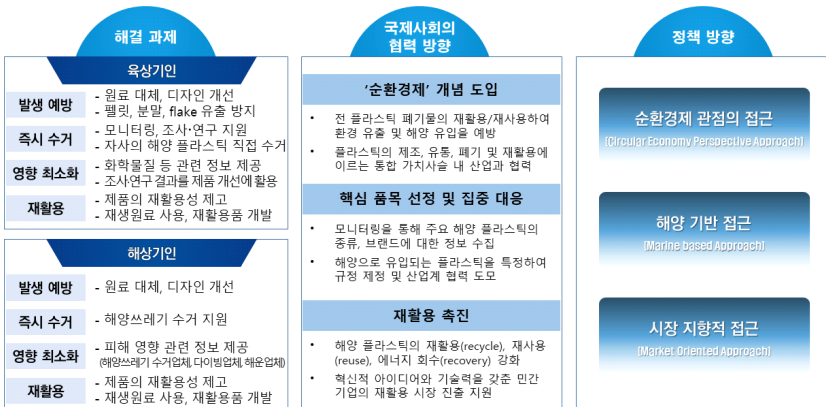 해결 과제
육상기인
발생 예방
- 원료 대체, 디자인 개선
- 펠릿, 분말, flake 유출 방지
즉시 수거
- 모니터링, 조사·연구 지원
- 자사의 해양 플라스틱 직접 수거
영향 최소화
- 화학물질 등 관련 정보 제공
- 조사·연구 결과를 제품 개선에 활용
재활용
- 제품의 재활용성 제고
- 재생원료 사용, 재활용품 개발
해상기인
발생 예방
- 원료 대체, 디자인 개선
즉시 수거
- 해양쓰레기 수거 지원
영향 최소화
- 피해 영향 관련 정보 제공
(해양쓰레기 수거업체, 다이빙업체, 해운업체)
재활용
- 제품의 재활용성 제고
- 재생원료 사용, 재활용품 개발
국제사회의
협력 방향
‘순환경제’ 개념 도입
• 전 플라스틱 폐기물의 재활용/재사용하여
환경 유출 및 해양 유입을 예방
• 플라스틱의 제조, 유통, 폐기 및 재활용에
이르는 통합 가치사슬 내 산업과 협력
핵심 품목 선정 및 집중 대응
• 모니터링을 통해 주요 해양 플라스틱의
종류, 브랜드에 대한 정보 수집
• 해양으로 유입되는 플라스틱을 특정하여
규정 제정 및 산업계 협력 도모
재활용 촉진
• 해양 플라스틱의 재활용(recycle), 재사용
(reuse), 에너지 회수(recovery) 강화
• 혁신적 아이디어와 기술력을 갖춘 민간
기업의 재활용 시장 진출 지원
정책 방향
순환경제 관점의 접근
[Circular Economy Perspective Approach]
해양 기반 접근
[Marine based Approach]
시장 지향적 접근
[Market Oriented Approach]